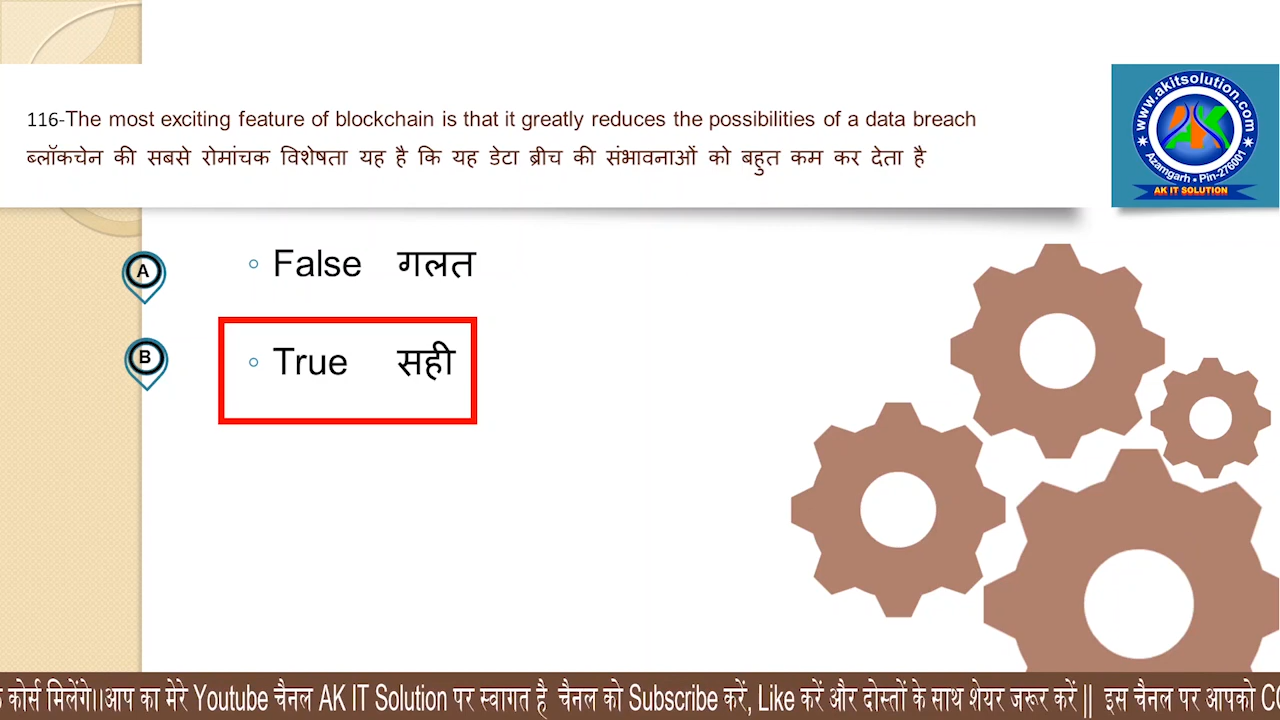 116-The most exciting feature of blockchain is that it greatly reduces the possibilities of a data breach
ब्लॉकचेन की सबसे रोमांचक विशेषता यह है कि यह डेटा ब्रीच की संभावनाओं को बहुत कम कर देता है
www.akitsolution.com
AK
Azamgarh • Pin-276001
AK IT SOLUTION
A
False गलत
B
True सही
कोर्स मिलेंगे।।आप का मेरे Youtube चैनल AK IT Solution पर स्वागत है चैनल को Subscribe करें, Like करें और दोस्तों के साथ शेयर जरूर करें || इस चैनल पर आपको